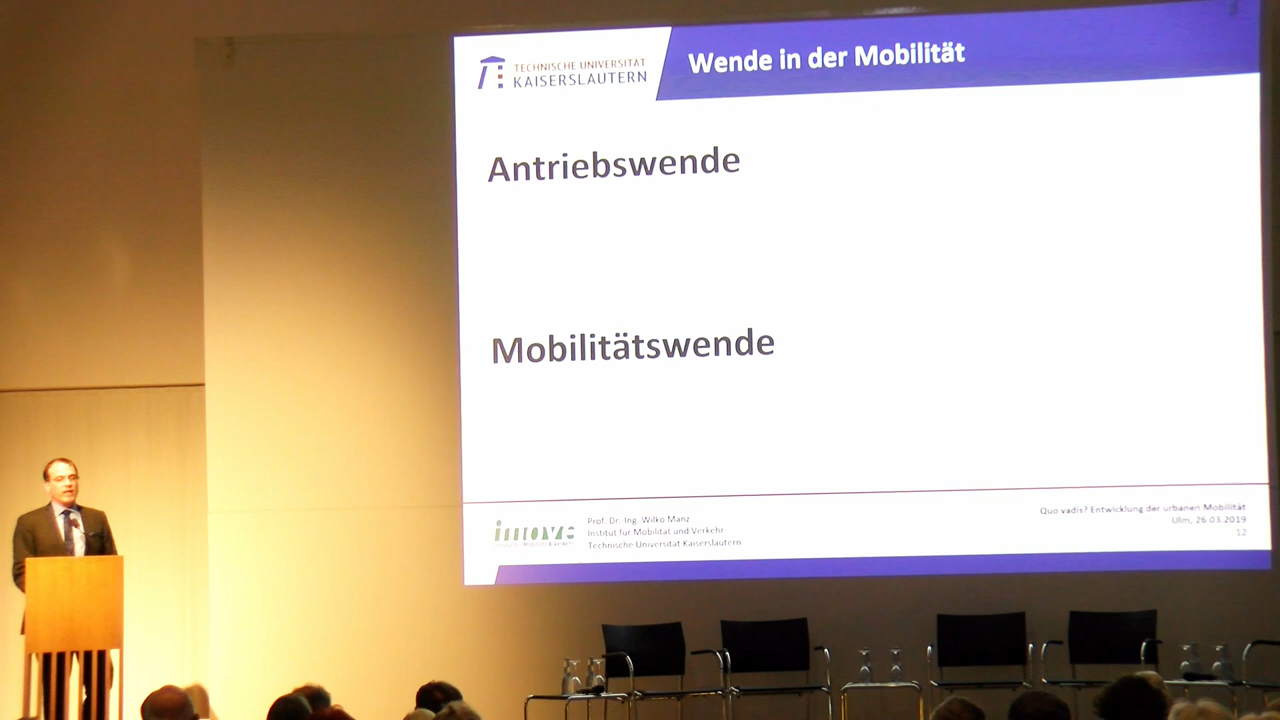 TECHNISCHE UNIVERSITÄT
KAISERSLAUTERN
Wende in der Mobilität
Antriebswende
Mobilitätswende
imove
Prof. Dr. Ing. Wilko Manz
Institut für Mobilität und Verkehr
Technische Universität Kaiserslautern
Quo vadis? Entwicklung der urbanen Mobilität
Ulm, 26.03.2019
12